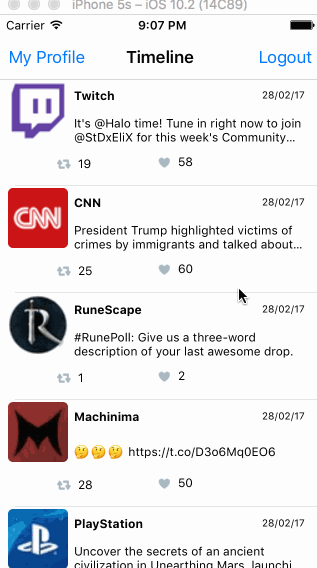 iPhone 5s – iOS 10.2 (14C89)
Carrier 9:07 PM
My Profile Timeline Logout
Twitch 28/02/17
It's @Halo time! Tune in right now to join
@StDxEliX for this week's Community...
19 58
CNN
CNN 28/02/17
President Trump highlighted victims of
crimes by immigrants and talked about...
25 60
R
RuneScape 28/02/17
#RunePoll: Give us a three-word
description of your last awesome drop.
1 2
Machinima 28/02/17
🤔🤔🤔 https://t.co/D3o6Mq0EO6
28 50
PlayStation 28/02/17
Uncover the secrets of an ancient
civilization in Unearthing Mars, launchi